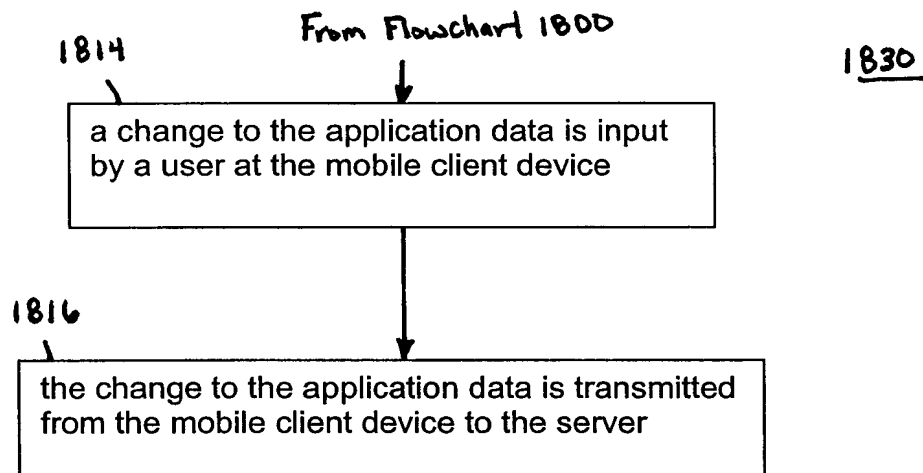 From Flowchart 1800
1814
1830
a change to the application data is input
by a user at the mobile client device
1816
the change to the application data is transmitted
from the mobile client device to the server